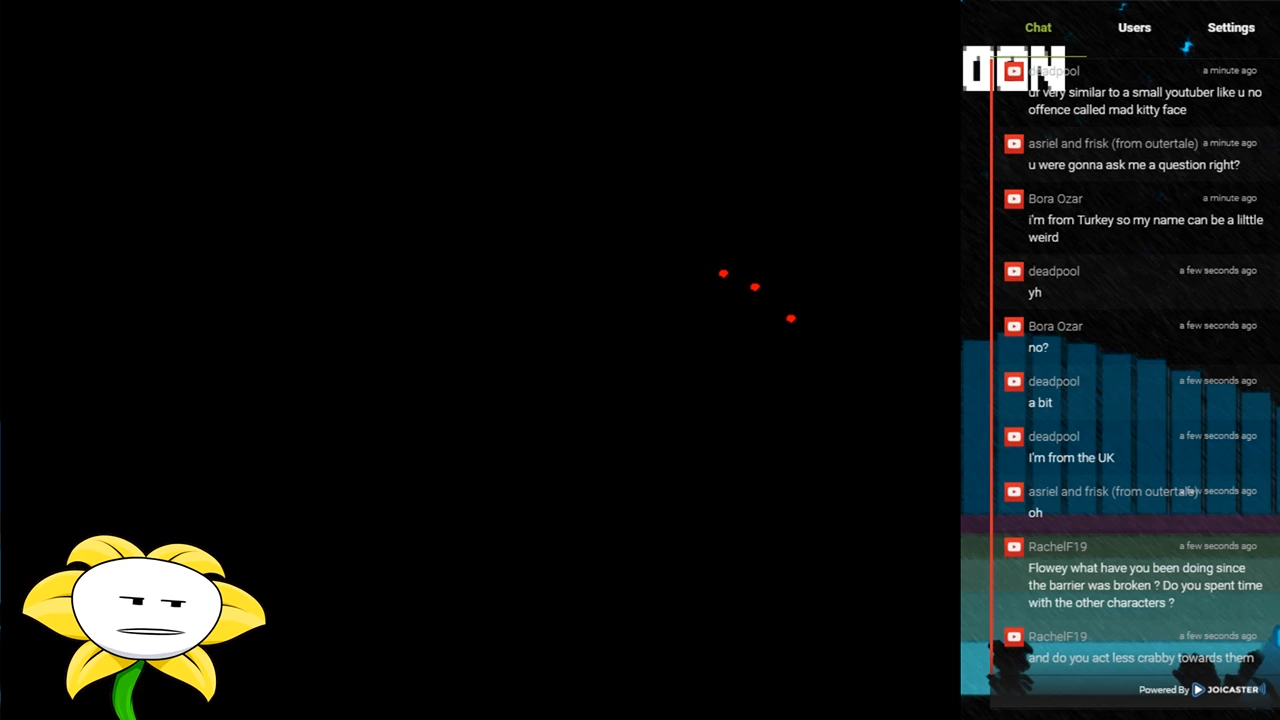 Chat Users Settings
deadpool a minute ago
ur very similar to a small youtuber like u no
offence called mad kitty face
asriel and frisk (from outertale) a minute ago
u were gonna ask me a question right?
Bora Ozar a minute ago
i'm from Turkey so my name can be a liltle
weird
deadpool a few seconds ago
yh
Bora Ozar a few seconds ago
no?
deadpool a few seconds ago
a bit
deadpool a few seconds ago
I'm from the UK
asriel and frisk (from outertale) a few seconds ago
oh
RachelF19 a few seconds ago
Flowey what have you been doing since
the barrier was broken ? Do you spent time
with the other characters ?
RachelF19 a few seconds ago
and do you act less crabby towards them
Powered By JOICASTER